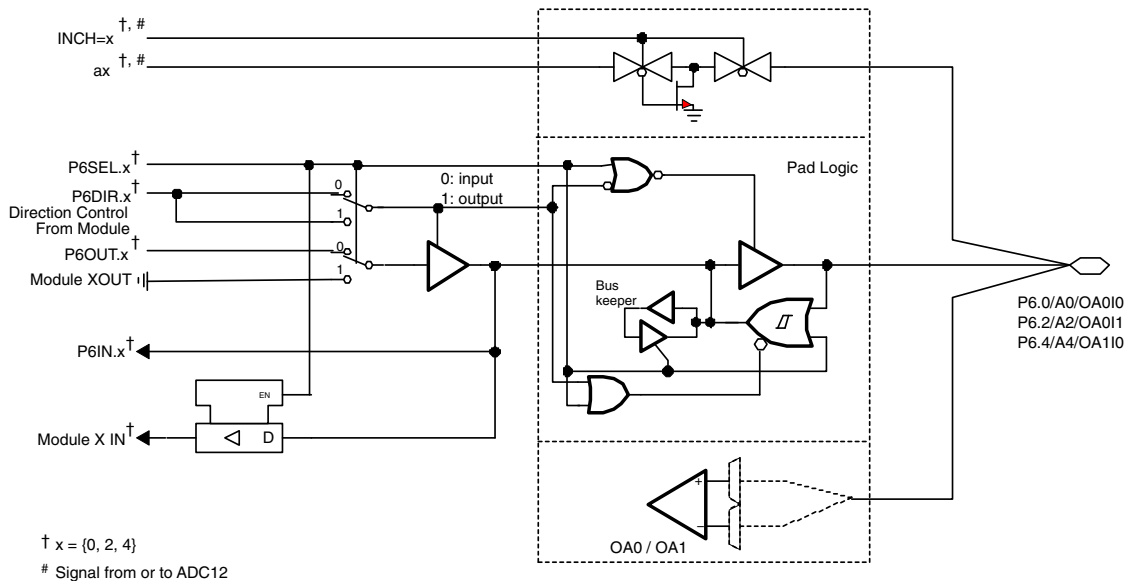 INCH=x †, #
ax †, #
P6SEL.x †
P6DIR.x †
Direction Control
From Module
P6OUT.x †
Module XOUT
P6IN.x †
Module X IN †
0
1
0
1
0: input
1: output
EN
D
Pad Logic
Bus
keeper
+
−
OA0 / OA1
P6.0/A0/OA0I0
P6.2/A2/OA0I1
P6.4/A4/OA1I0
† x = {0, 2, 4}
# Signal from or to ADC12